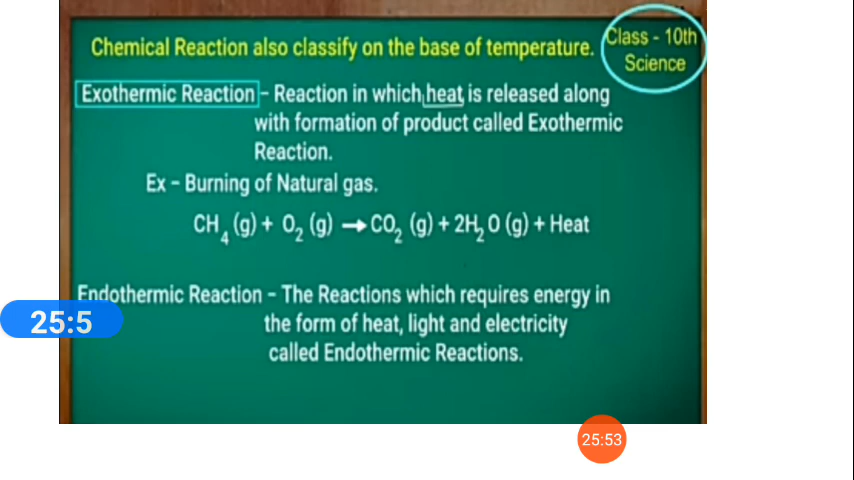 Chemical Reaction also classify on the base of temperature.
Class - 10th
Science
Exothermic Reaction - Reaction in which heat is released along
with formation of product called Exothermic
Reaction.
Ex - Burning of Natural gas.
CH4 (g) + O2 (g) → CO2 (g) + 2H2O (g) + Heat
Endothermic Reaction - The Reactions which requires energy in
the form of heat, light and electricity
called Endothermic Reactions.
25:5
25:53